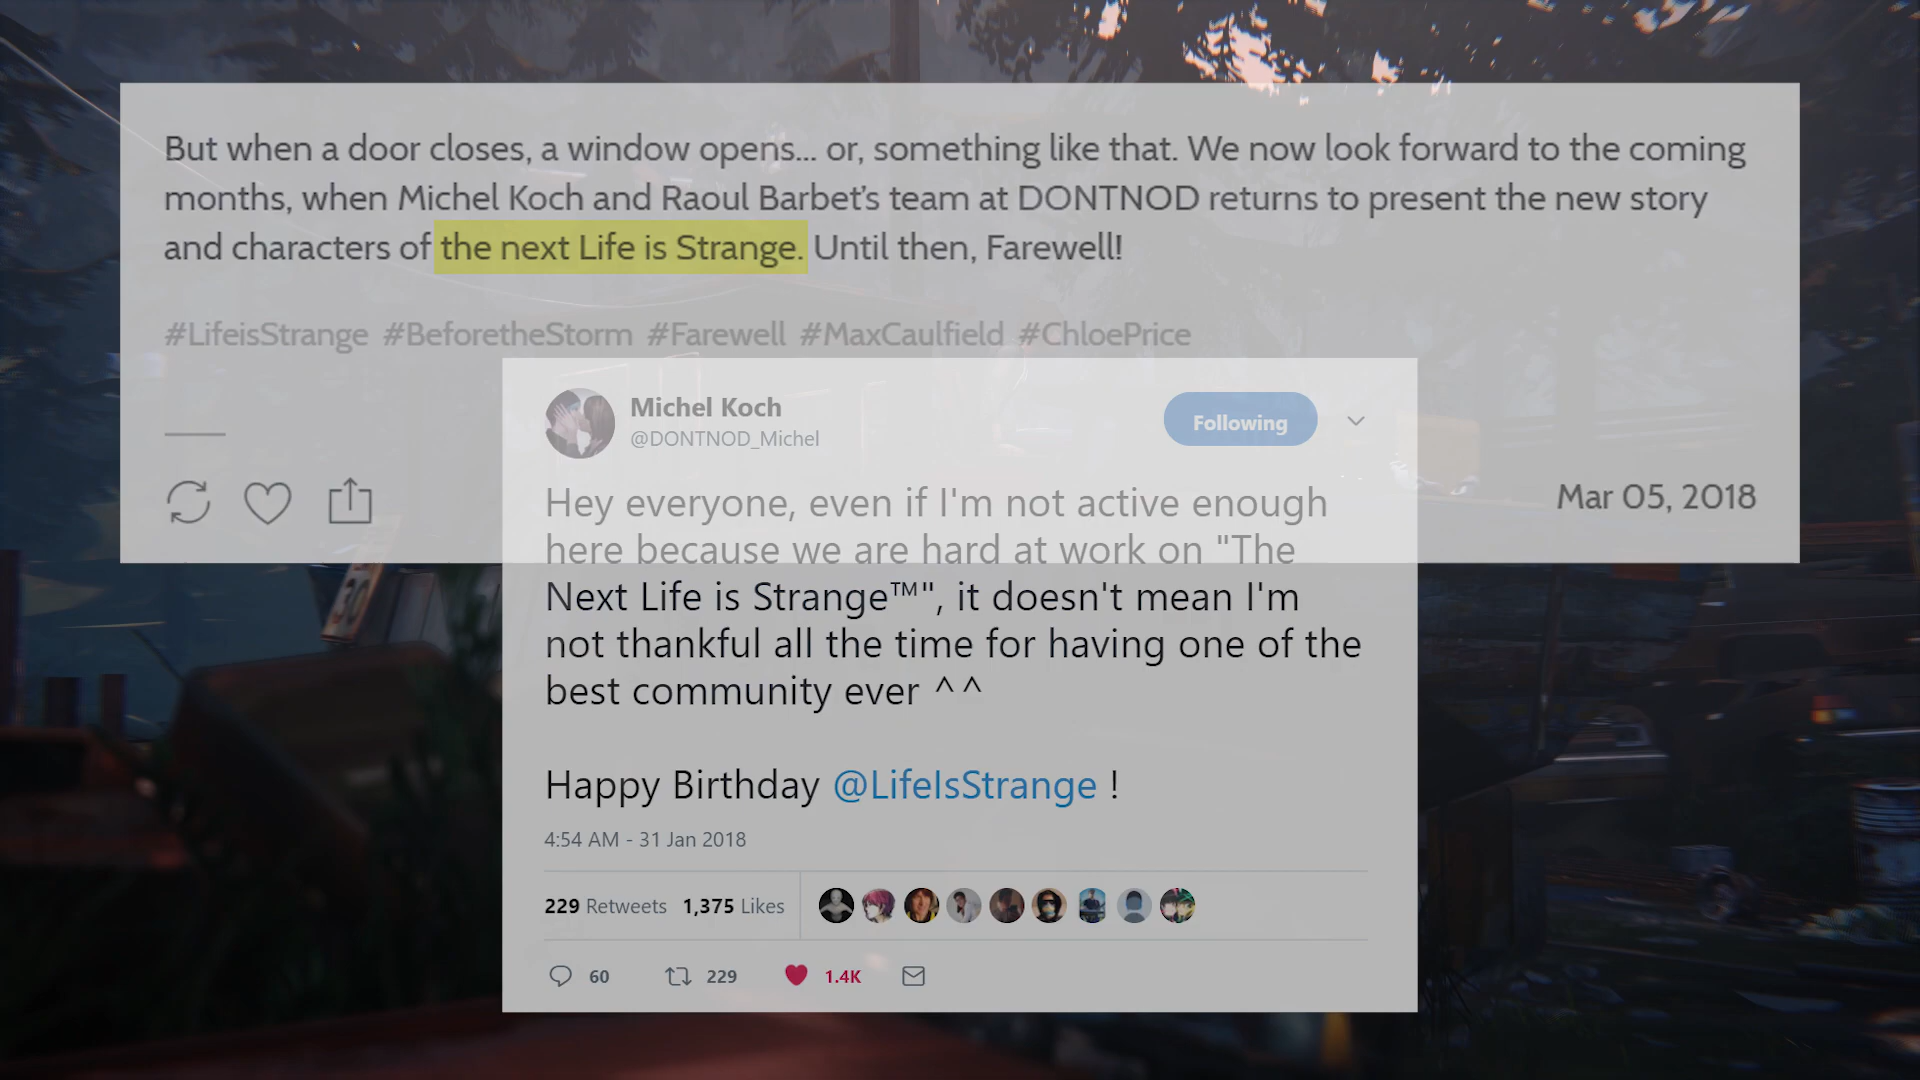 But when a door closes, a window opens... or, something like that. We now look forward to the coming
months, when Michel Koch and Raoul Barbet's team at DONTNOD returns to present the new story
and characters of the next Life is Strange. Until then, Farewell!
#LifeisStrange #BeforetheStorm #Farewell #MaxCaulfield #ChloePrice
Mar 05, 2018
Michel Koch
@DONTNOD_Michel
Following
Hey everyone, even if I'm not active enough
here because we are hard at work on "The
Next Life is Strange™", it doesn't mean I'm
not thankful all the time for having one of the
best community ever ^^
Happy Birthday @LifeIsStrange !
4:54 AM - 31 Jan 2018
229 Retweets 1,375 Likes
60 229 1.4K
30